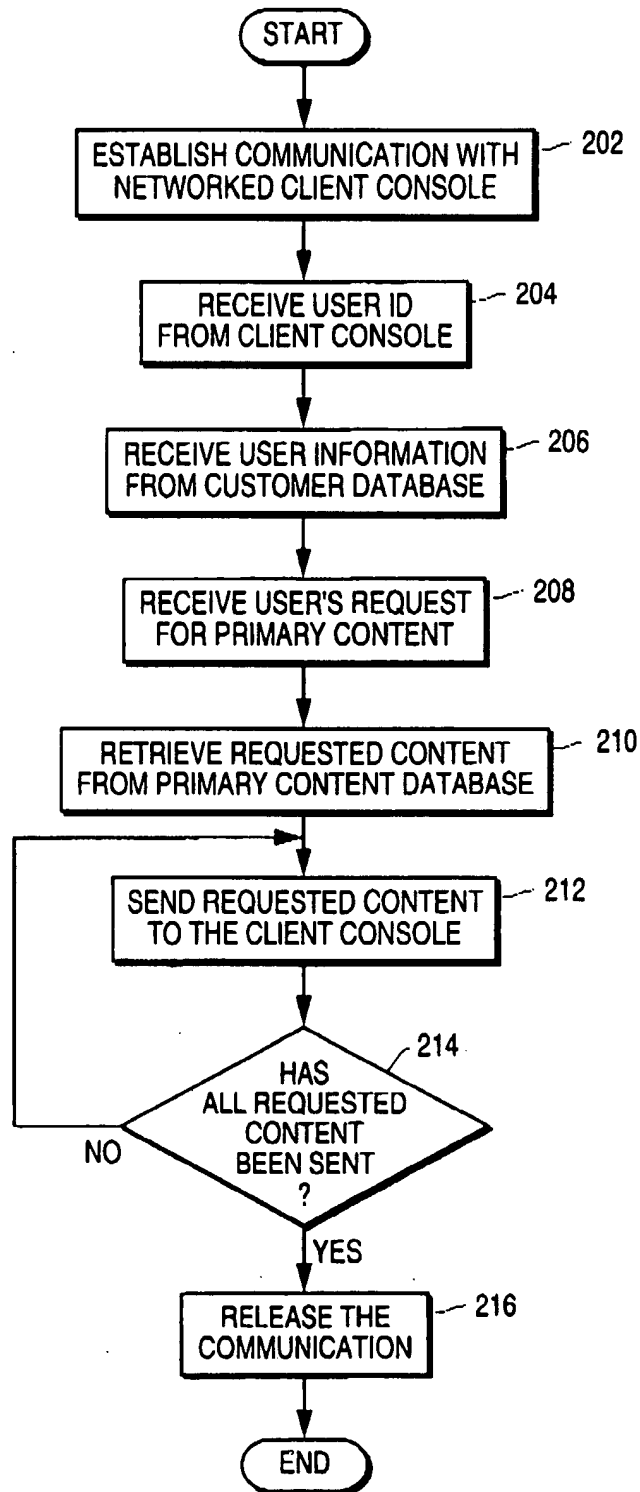 START
ESTABLISH COMMUNICATION WITH
NETWORKED CLIENT CONSOLE
202
RECEIVE USER ID
FROM CLIENT CONSOLE
204
RECEIVE USER INFORMATION
FROM CUSTOMER DATABASE
206
RECEIVE USER'S REQUEST
FOR PRIMARY CONTENT
208
RETRIEVE REQUESTED CONTENT
FROM PRIMARY CONTENT DATABASE
210
SEND REQUESTED CONTENT
TO THE CLIENT CONSOLE
212
HAS
ALL REQUESTED
CONTENT
BEEN SENT
?
214
NO
YES
RELEASE THE
COMMUNICATION
216
END